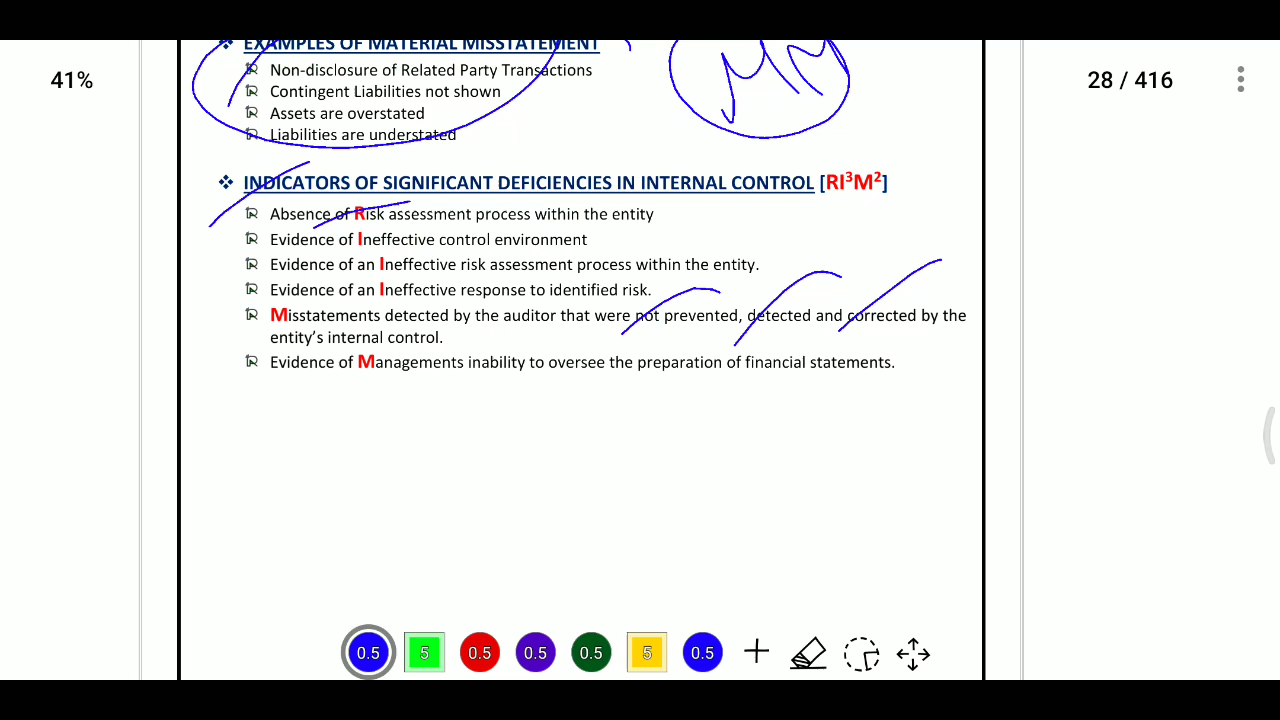 EXAMPLES OF MATERIAL MISSTATEMENT
41%
28 / 416
Non-disclosure of Related Party Transactions
Contingent Liabilities not shown
Assets are overstated
Liabilities are understated
MM
INDICATORS OF SIGNIFICANT DEFICIENCIES IN INTERNAL CONTROL [RI³M²]
Absence of Risk assessment process within the entity
Evidence of Ineffective control environment
Evidence of an Ineffective risk assessment process within the entity.
Evidence of an Ineffective response to identified risk.
Misstatements detected by the auditor that were not prevented, detected and corrected by the
entity's internal control.
Evidence of Managements inability to oversee the preparation of financial statements.
0.5 5 0.5 0.5 0.5 5 0.5